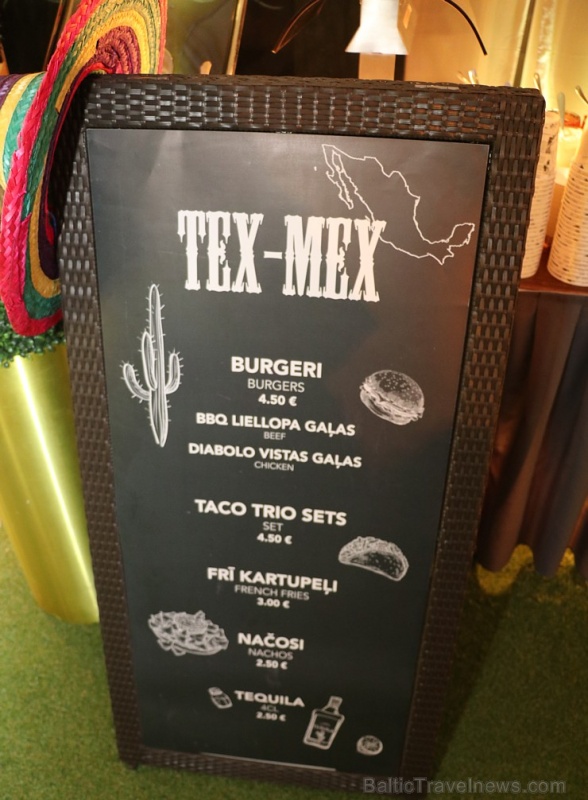 TEX-MEX
BURGERI
BURGERS
4.50 €
BBQ LIELLOPA GAĻAS
BEEF
DIABOLO VISTAS GAĻAS
CHICKEN
TACO TRIO SETS
SET
4.50 €
FRĪ KARTUPEĻI
FRENCH FRIES
3.00 €
NAČOSI
NACHOS
2.50 €
TEQUILA
4CL
2.50 €
BalticTravelnews.com